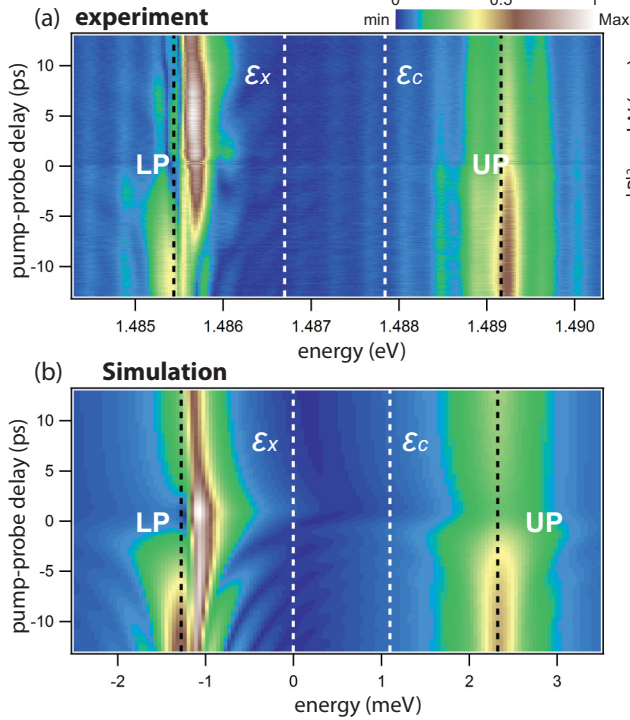 0 0.5 1
(a) experiment min Max
pump-probe delay (ps)
10
5
0
-5
-10
εx εc
LP UP
1.485 1.486 1.487 1.488 1.489 1.490
energy (eV)
(b) Simulation
pump-probe delay (ps)
10
5
0
-5
-10
εx εc
LP UP
-2 -1 0 1 2 3
energy (meV)